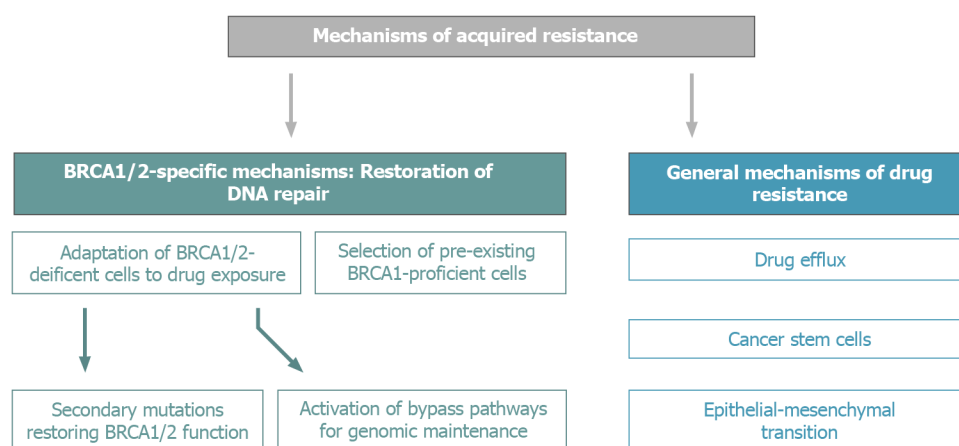 Mechanisms of acquired resistance
BRCA1/2-specific mechanisms: Restoration of
DNA repair
Adaptation of BRCA1/2-
deificent cells to drug exposure
Selection of pre-existing
BRCA1-proficient cells
Secondary mutations
restoring BRCA1/2 function
Activation of bypass pathways
for genomic maintenance
General mechanisms of drug
resistance
Drug efflux
Cancer stem cells
Epithelial-mesenchymal
transition